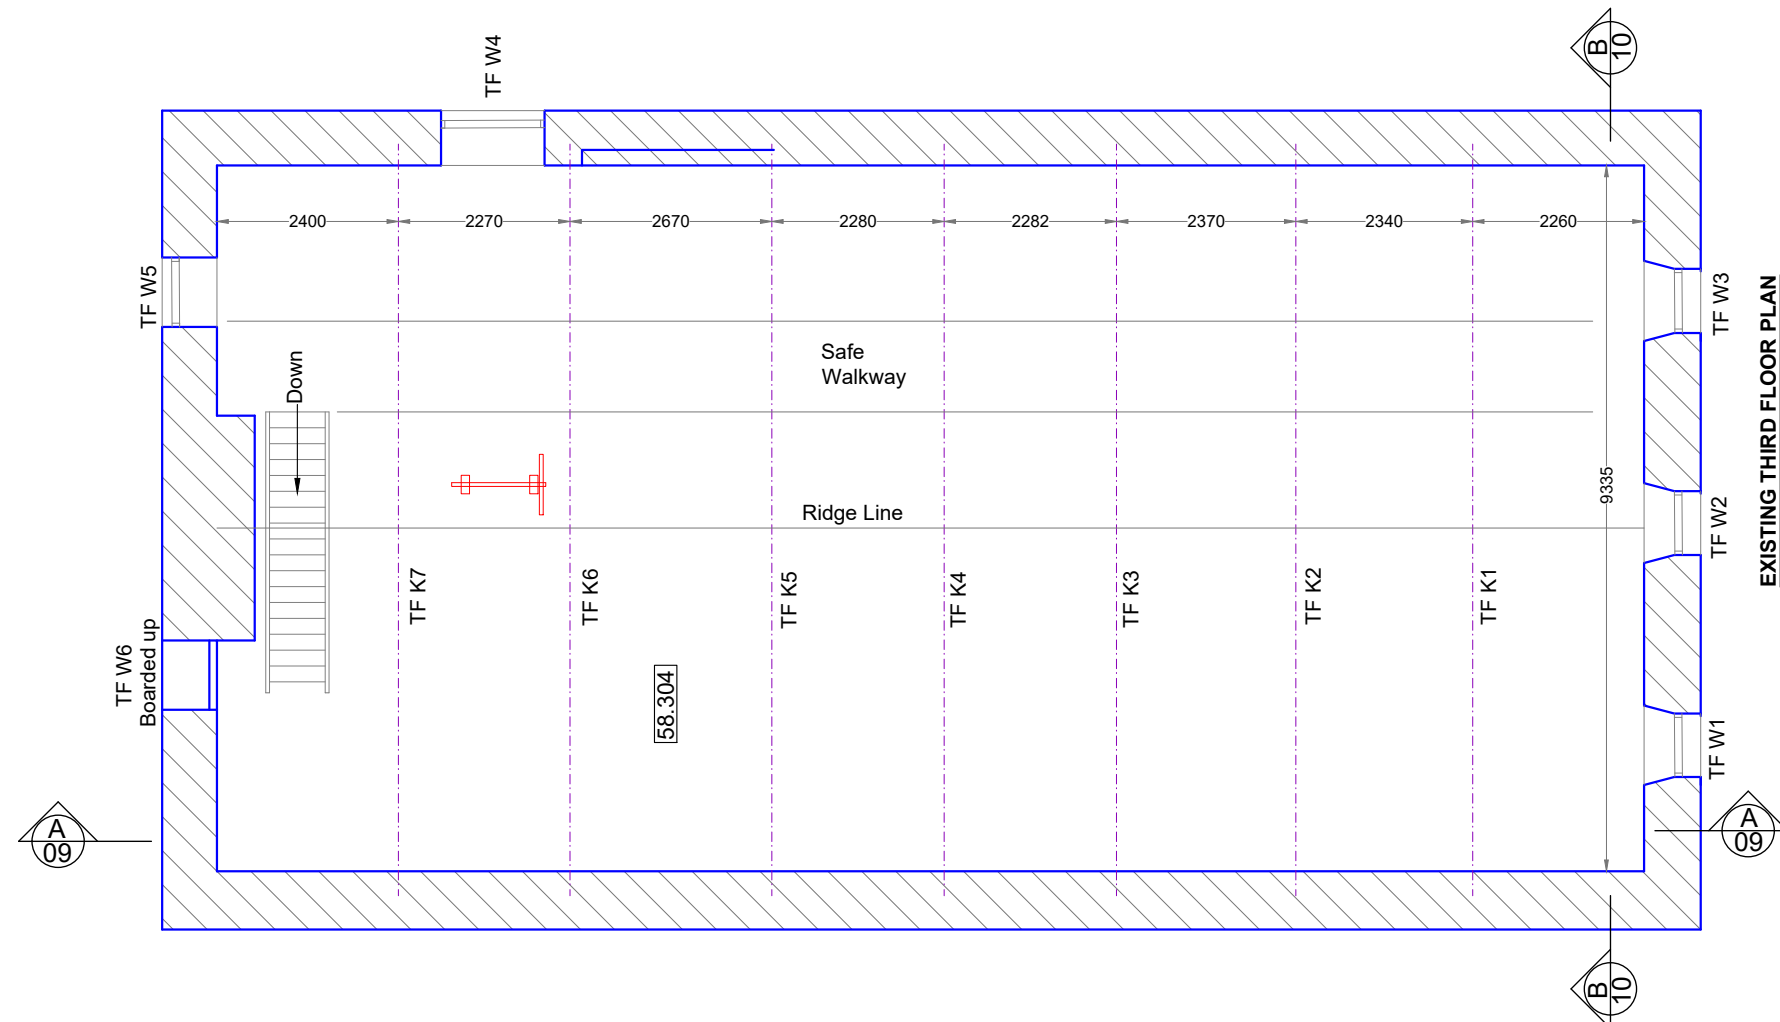 B
10
TF W4
2400
2270
2670
2280
2282
2370
2340
2260
TF W5
TF W3
EXISTING THIRD FLOOR PLAN
Safe
Walkway
Down
9335
Ridge Line
TF W2
TF K7
TF K6
TF K5
TF K4
TF K3
TF K2
TF K1
TF W6
Boarded up
58.304
TF W1
A
09
A
09
B
10